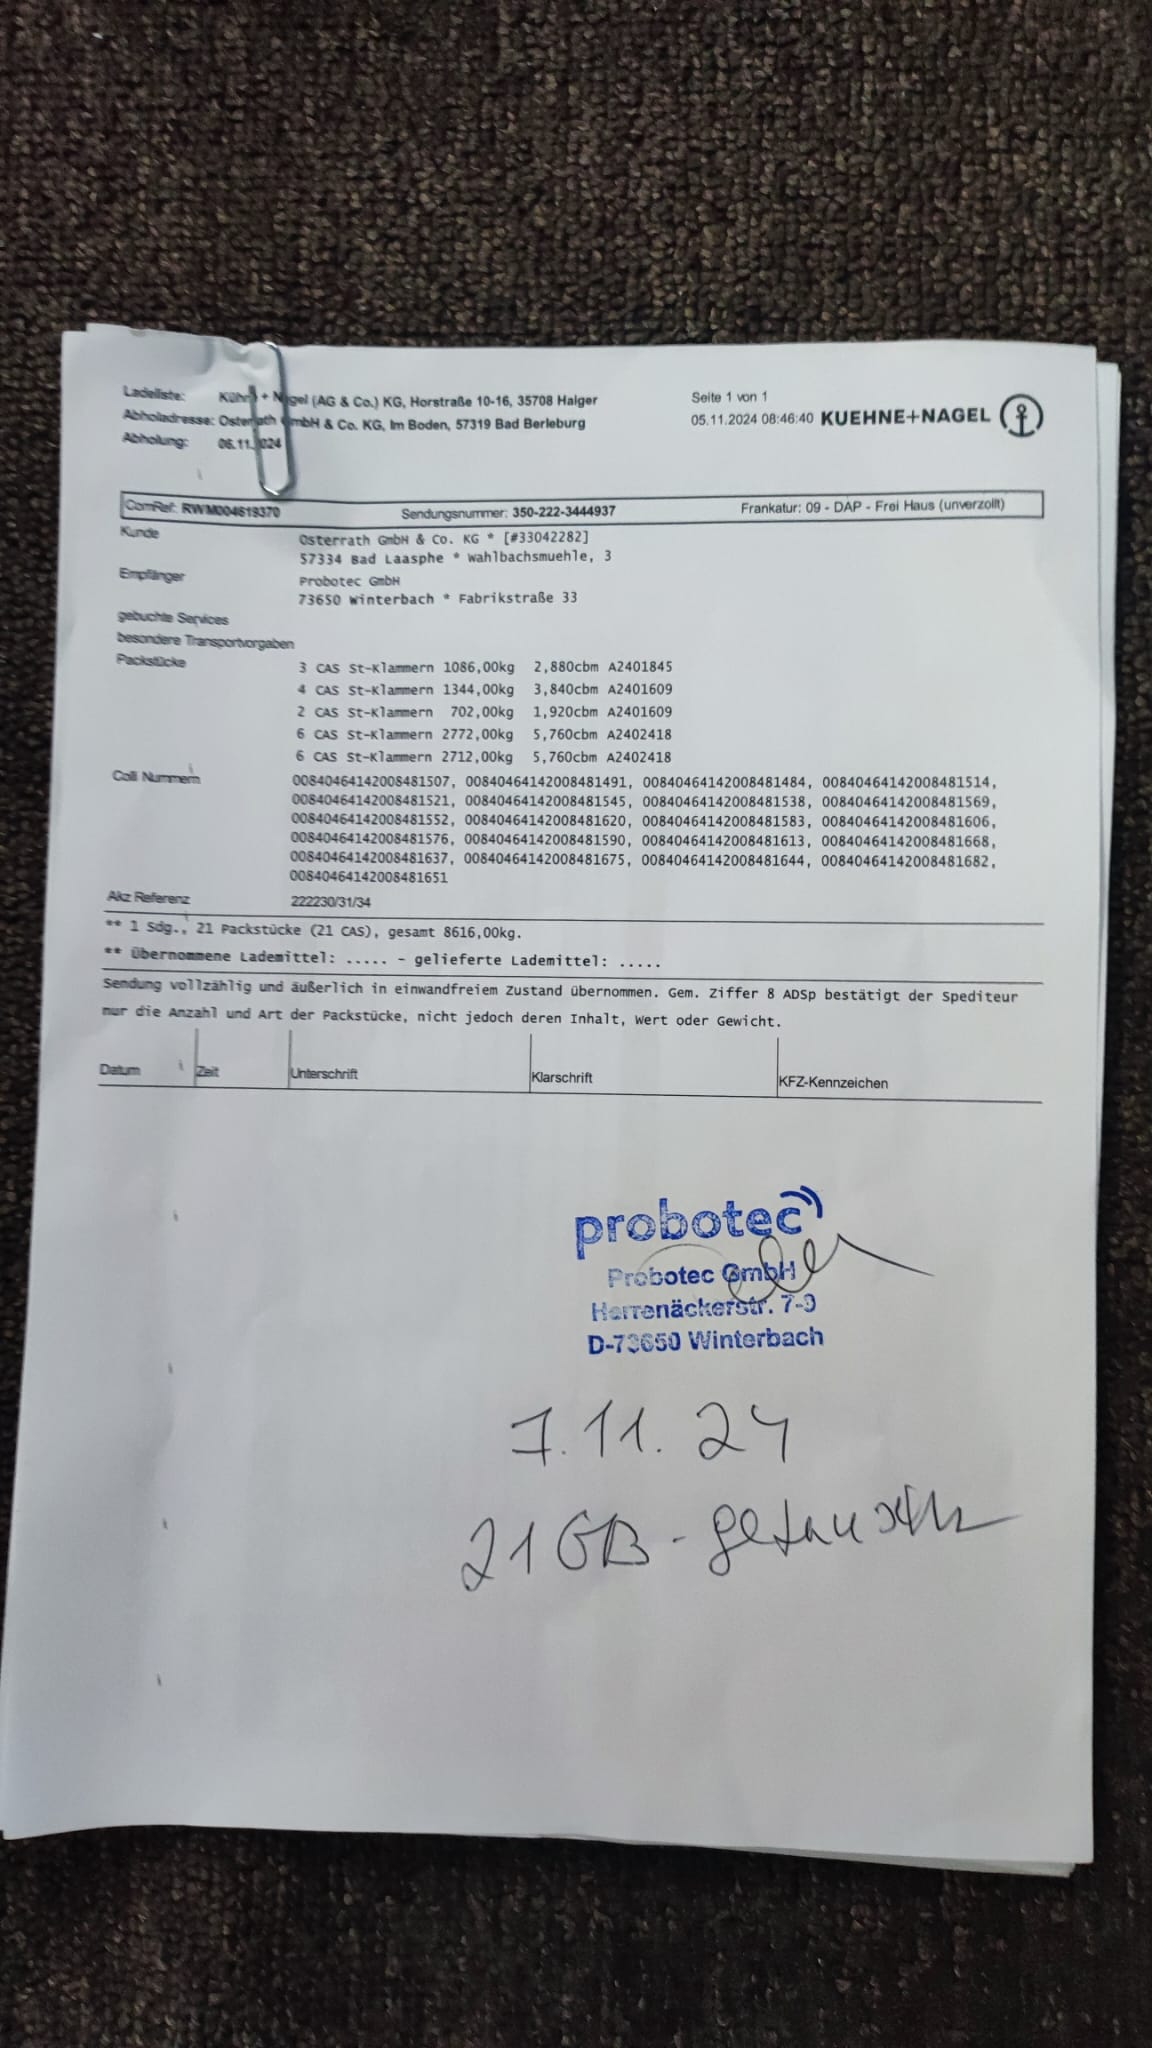 Ladeliste: Kühne + Nagel (AG & Co.) KG, Horstraße 10-16, 35708 Haiger
Seite 1 von 1
Abholadresse: Osterrath GmbH & Co. KG, Im Boden, 57319 Bad Berleburg
05.11.2024 08:46:40 KUEHNE+NAGEL
Abholung: 06.11.2024
ComRef: RWM004619370 Sendungsnummer: 350-222-3444937 Frankatur: 09 - DAP - Frei Haus (unverzollt)
Kunde Osterrath GmbH & Co. KG * [#33042282]
57334 Bad Laasphe * Wahlbachsmuehle, 3
Empfänger Probotec GmbH
73650 Winterbach * Fabrikstraße 33
gebuchte Services
besondere Transportvorgaben
Packstücke 3 CAS St-Klammern 1086,00kg 2,880cbm A2401845
4 CAS St-Klammern 1344,00kg 3,840cbm A2401609
2 CAS St-Klammern 702,00kg 1,920cbm A2401609
6 CAS St-Klammern 2772,00kg 5,760cbm A2402418
6 CAS St-Klammern 2712,00kg 5,760cbm A2402418
Colli Nummern 00840464142008481507, 00840464142008481491, 00840464142008481484, 00840464142008481514,
00840464142008481521, 00840464142008481545, 00840464142008481538, 00840464142008481569,
00840464142008481552, 00840464142008481620, 00840464142008481583, 00840464142008481606,
00840464142008481576, 00840464142008481590, 00840464142008481613, 00840464142008481668,
00840464142008481637, 00840464142008481675, 00840464142008481644, 00840464142008481682,
00840464142008481651
Akz Referenz 222230/31/34
** 1 Sdg., 21 Packstücke (21 CAS), gesamt 8616,00kg.
** übernommene Lademittel: ..... - gelieferte Lademittel: .....
Sendung vollzählig und äußerlich in einwandfreiem Zustand übernommen. Gem. Ziffer 8 ADSp bestätigt der Spediteur
nur die Anzahl und Art der Packstücke, nicht jedoch deren Inhalt, Wert oder Gewicht.
Datum Zeit Unterschrift Klarschrift KFZ-Kennzeichen
probotec
Probotec GmbH
Herrenäckerstr. 7-9
D-73650 Winterbach
7.11.24
21 GB - getauscht